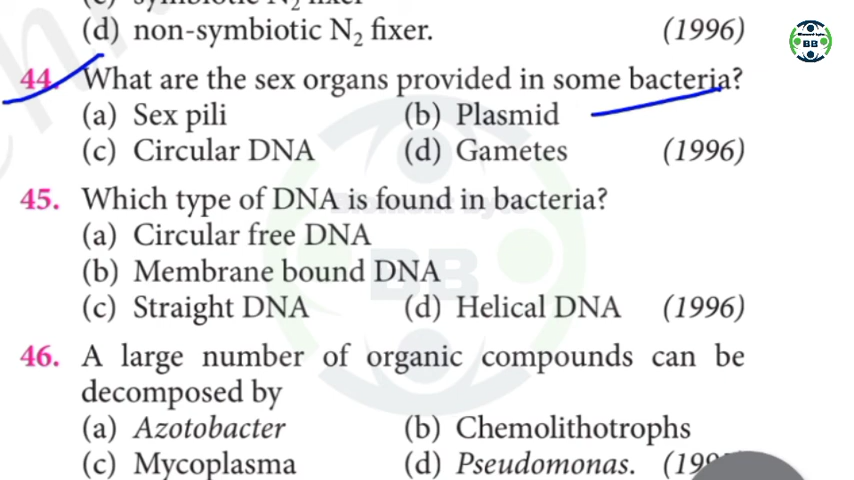 (d) non-symbiotic N₂ fixer. (1996)
44. What are the sex organs provided in some bacteria?
(a) Sex pili (b) Plasmid
(c) Circular DNA (d) Gametes (1996)
45. Which type of DNA is found in bacteria?
(a) Circular free DNA
(b) Membrane bound DNA
(c) Straight DNA (d) Helical DNA (1996)
46. A large number of organic compounds can be
decomposed by
(a) Azotobacter (b) Chemolithotrophs
(c) Mycoplasma (d) Pseudomonas.
BB
BB